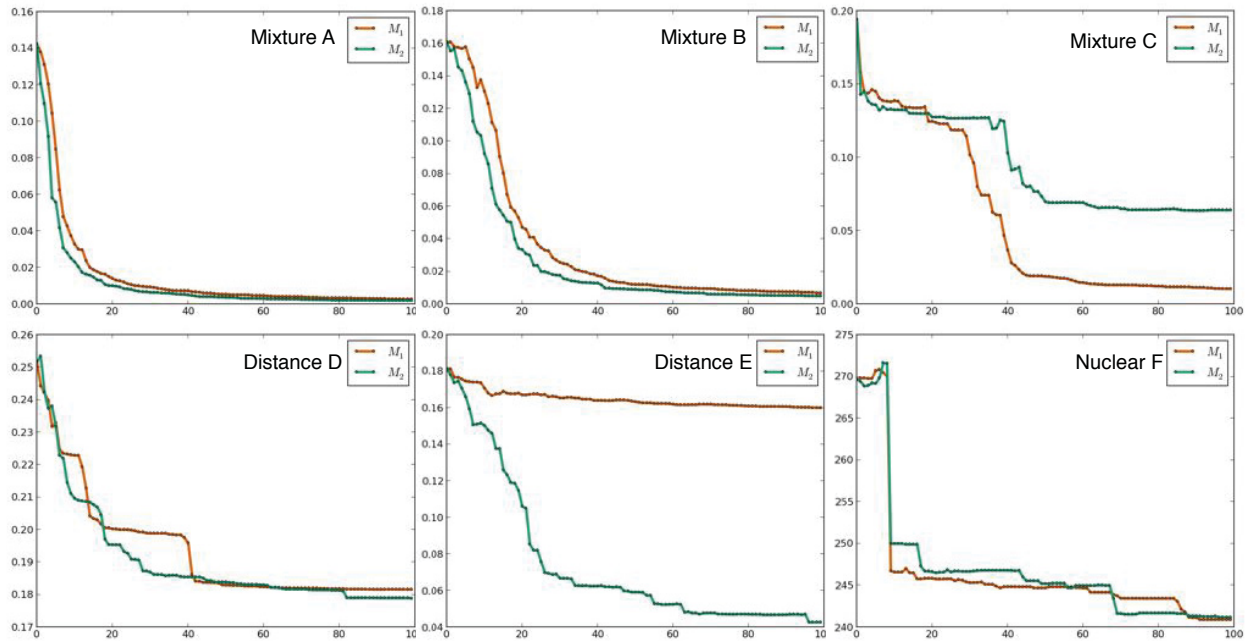 Mixture A
M₁
M₂
0.16
0.14
0.12
0.10
0.08
0.06
0.04
0.02
0.00
0 20 40 60 80 10
Mixture B
M₁
M₂
0.18
0.16
0.14
0.12
0.10
0.08
0.06
0.04
0.02
0.00
0 20 40 60 80 10
Mixture C
M₁
M₂
0.20
0.15
0.10
0.05
0.00
0 20 40 60 80 100
Distance D
M₁
M₂
0.26
0.25
0.24
0.23
0.22
0.21
0.20
0.19
0.18
0.17
0 20 40 60 80 10
Distance E
M₁
M₂
0.20
0.18
0.16
0.14
0.12
0.10
0.08
0.06
0.04
0 20 40 60 80 10
Nuclear F
M₁
M₂
275
270
265
260
255
250
245
240
0 20 40 60 80 100